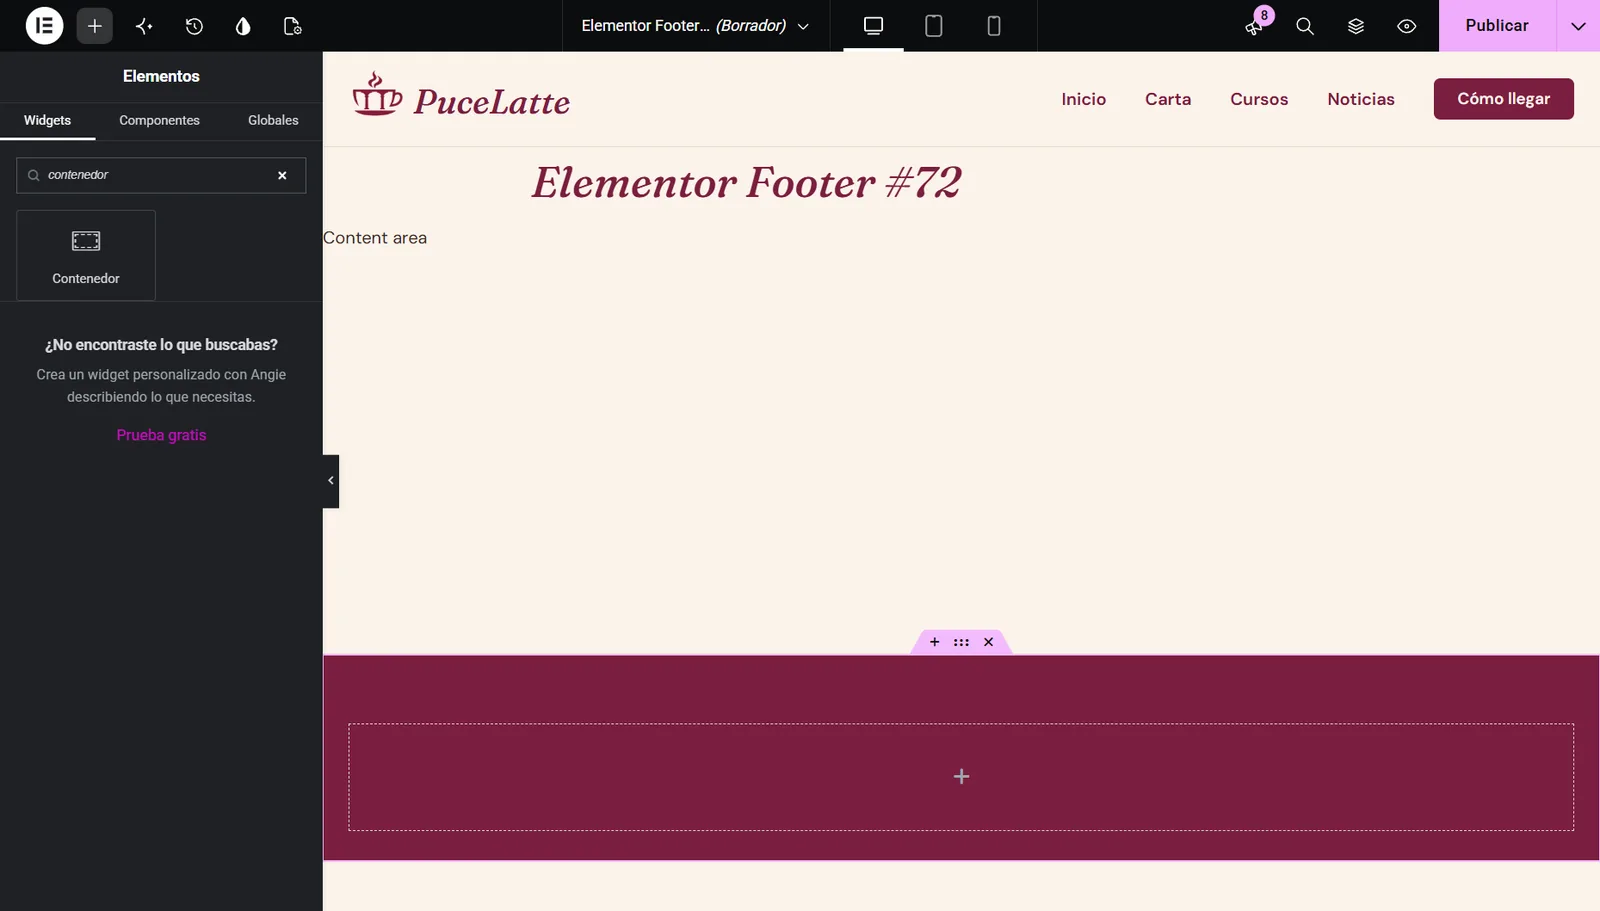 Elementor Footer... (Borrador)
8
Publicar
Elementos
Widgets
Componentes
Globales
contenedor
Contenedor
¿No encontraste lo que buscabas?
Crea un widget personalizado con Angie
describiendo lo que necesitas.
Prueba gratis
PuceLatte
Inicio
Carta
Cursos
Noticias
Cómo llegar
Elementor Footer #72
Content area